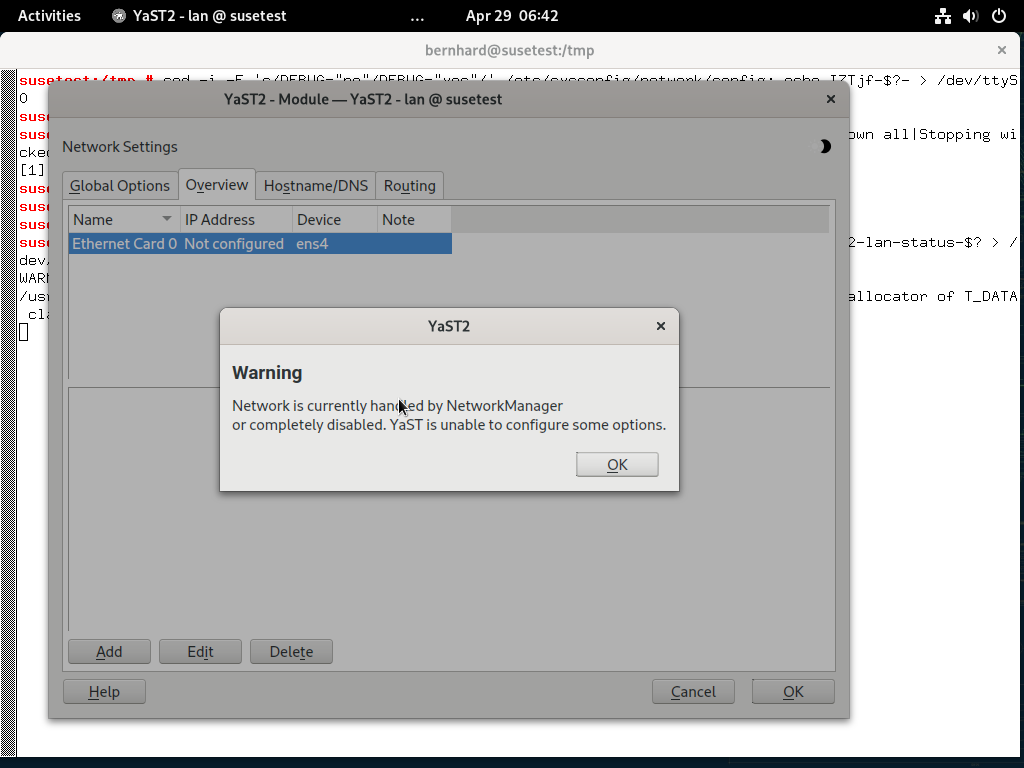 Activities YaST2 - lan @ susetest ... Apr 29 06:42
bernhard@susetest:/tmp
susetest:/tmp # sed -i -E 's/DEBUG="no"/DEBUG="yes"/' /etc/sysconfig/network/config; echo IZTjf-$?- > /dev/ttyS
0
YaST2 - Module — YaST2 - lan @ susetest
suse
suse own all|Stopping wi
cke
[1]
Network Settings
Global Options Overview Hostname/DNS Routing
suse
suse
suse
Name IP Address Device Note
suse 2-lan-status-$? > /
Ethernet Card 0 Not configured ens4
dev/
WARN
/usr allocator of T_DATA
cla
YaST2
Warning
Network is currently handled by NetworkManager
or completely disabled. YaST is unable to configure some options.
OK
Add Edit Delete
Help Cancel OK